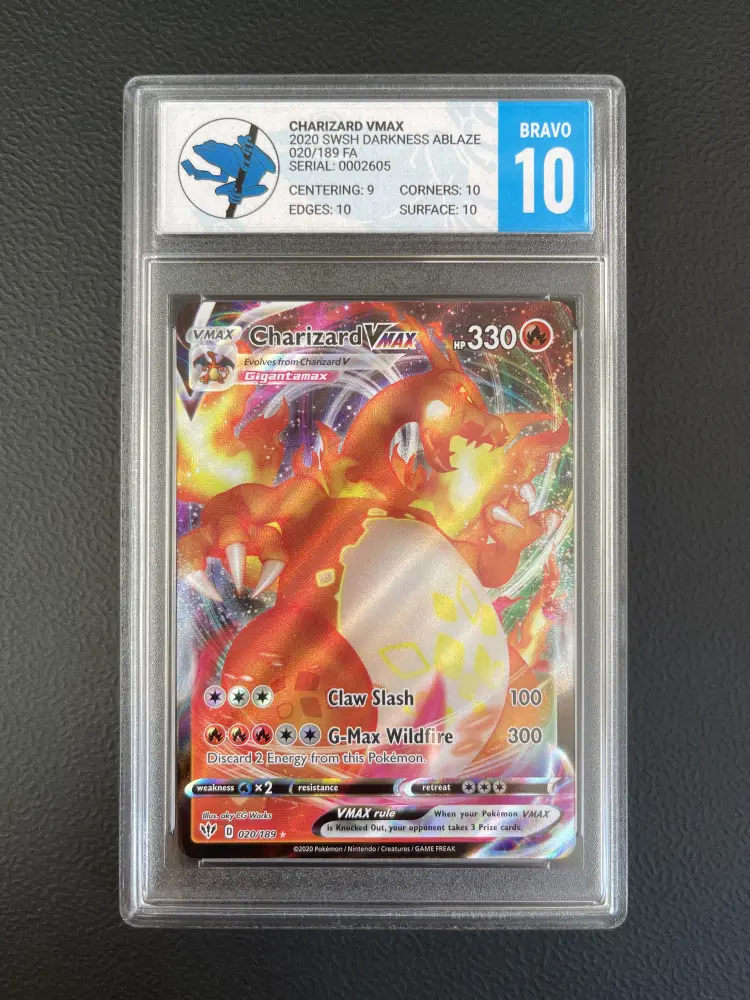 CHARIZARD VMAX
2020 SWSH DARKNESS ABLAZE
020/189 FA
SERIAL: 0002605
CENTERING: 9 CORNERS: 10
EDGES: 10 SURFACE: 10
BRAVO
10
VMAX Charizard VMAX HP 330
Evolves from Charizard V
Gigantamax
Claw Slash 100
G-Max Wildfire 300
Discard 2 Energy from this Pokémon.
weakness ×2 resistance retreat
Illus. aky CG Works
D 020/189 ★
VMAX rule When your Pokémon VMAX
is Knocked Out, your opponent takes 3 Prize cards.
©2020 Pokémon / Nintendo / Creatures / GAME FREAK